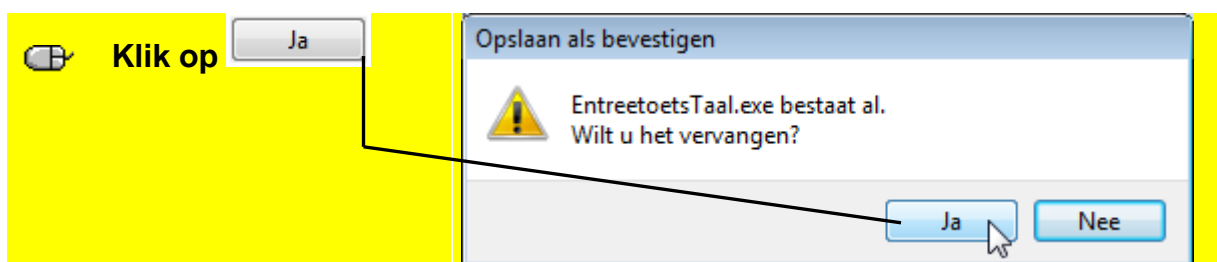 Klik op Ja
Opslaan als bevestigen
EntreetoetsTaal.exe bestaat al.
Wilt u het vervangen?
Ja Nee